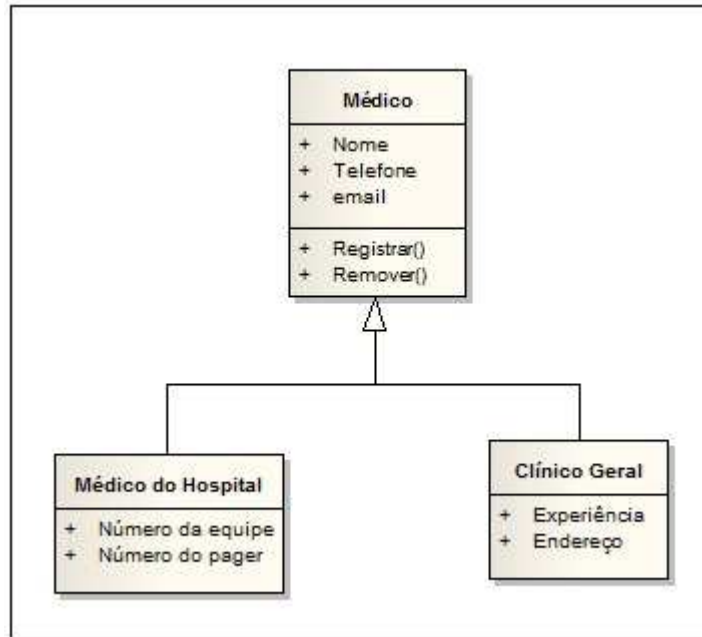 Médico
+ Nome
+ Telefone
+ email
+ Registrar()
+ Remover()
Médico do Hospital
+ Número da equipe
+ Número do pager
Clínico Geral
+ Experiência
+ Endereço